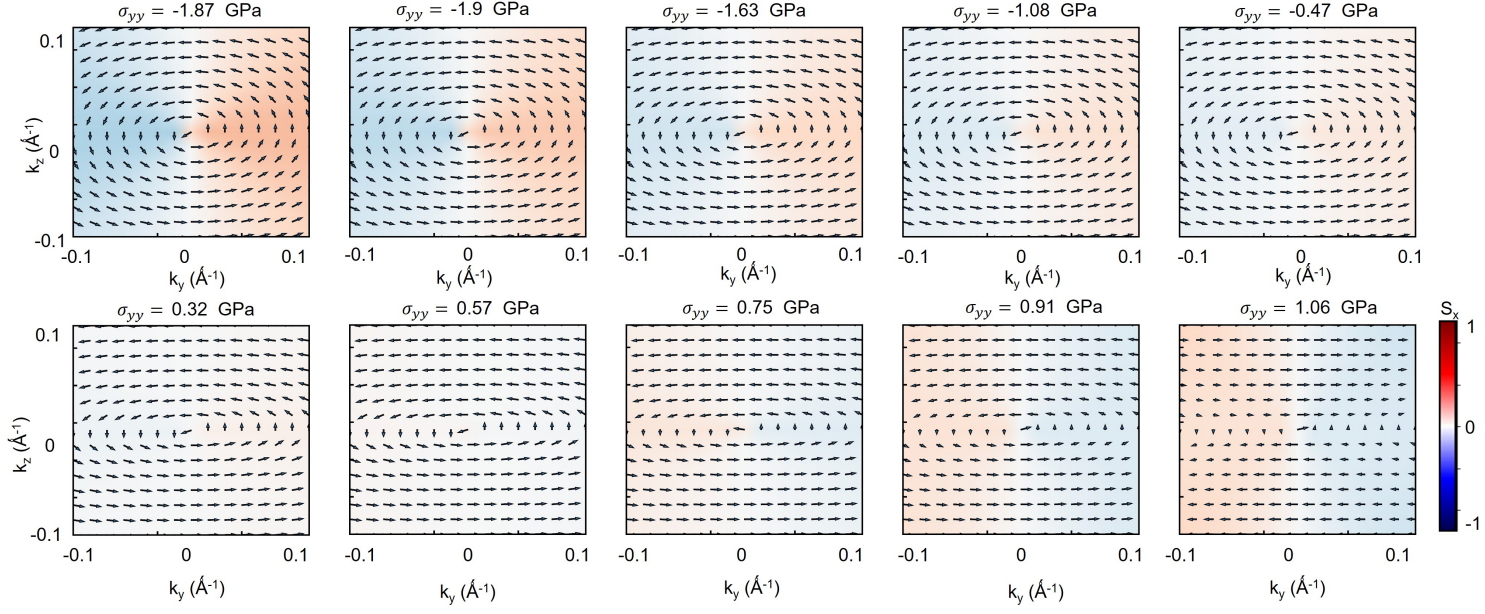 σyy = -1.87 GPa σyy = -1.9 GPa σyy = -1.63 GPa σyy = -1.08 GPa σyy = -0.47 GPa
0.1
kz (Å-1)
0
-0.1
-0.1 0 0.1 -0.1 0 0.1 -0.1 0 0.1 -0.1 0 0.1 -0.1 0 0.1
ky (Å-1) ky (Å-1) ky (Å-1) ky (Å-1) ky (Å-1)
σyy = 0.32 GPa σyy = 0.57 GPa σyy = 0.75 GPa σyy = 0.91 GPa σyy = 1.06 GPa Sx
0.1
1
kz (Å-1)
0
0
-0.1
-1
-0.1 0 0.1 -0.1 0 0.1 -0.1 0 0.1 -0.1 0 0.1 -0.1 0 0.1
ky (Å-1) ky (Å-1) ky (Å-1) ky (Å-1) ky (Å-1)